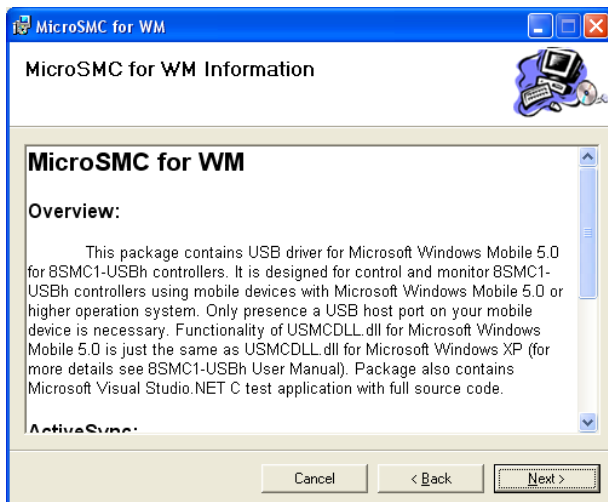 MicroSMC for WM
MicroSMC for WM Information
MicroSMC for WM
Overview:
This package contains USB driver for Microsoft Windows Mobile 5.0
for 8SMC1-USBh controllers. It is designed for control and monitor 8SMC1-
USBh controllers using mobile devices with Microsoft Windows Mobile 5.0 or
higher operation system. Only presence a USB host port on your mobile
device is necessary. Functionality of USMCDLL.dll for Microsoft Windows
Mobile 5.0 is just the same as USMCDLL.dll for Microsoft Windows XP (for
more details see 8SMC1-USBh User Manual). Package also contains
Microsoft Visual Studio.NET C test application with full source code.
ActiveSync:
Cancel
< Back
Next >